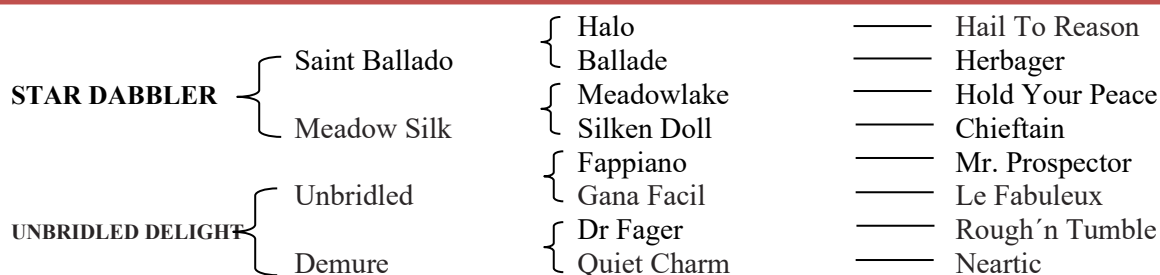 Halo Hail To Reason
Saint Ballado
Ballade Herbager
STAR DABBLER
Meadowlake Hold Your Peace
Meadow Silk
Silken Doll Chieftain
Fappiano Mr. Prospector
Unbridled
Gana Facil Le Fabuleux
UNBRIDLED DELIGHT
Dr Fager Rough´n Tumble
Demure
Quiet Charm Neartic